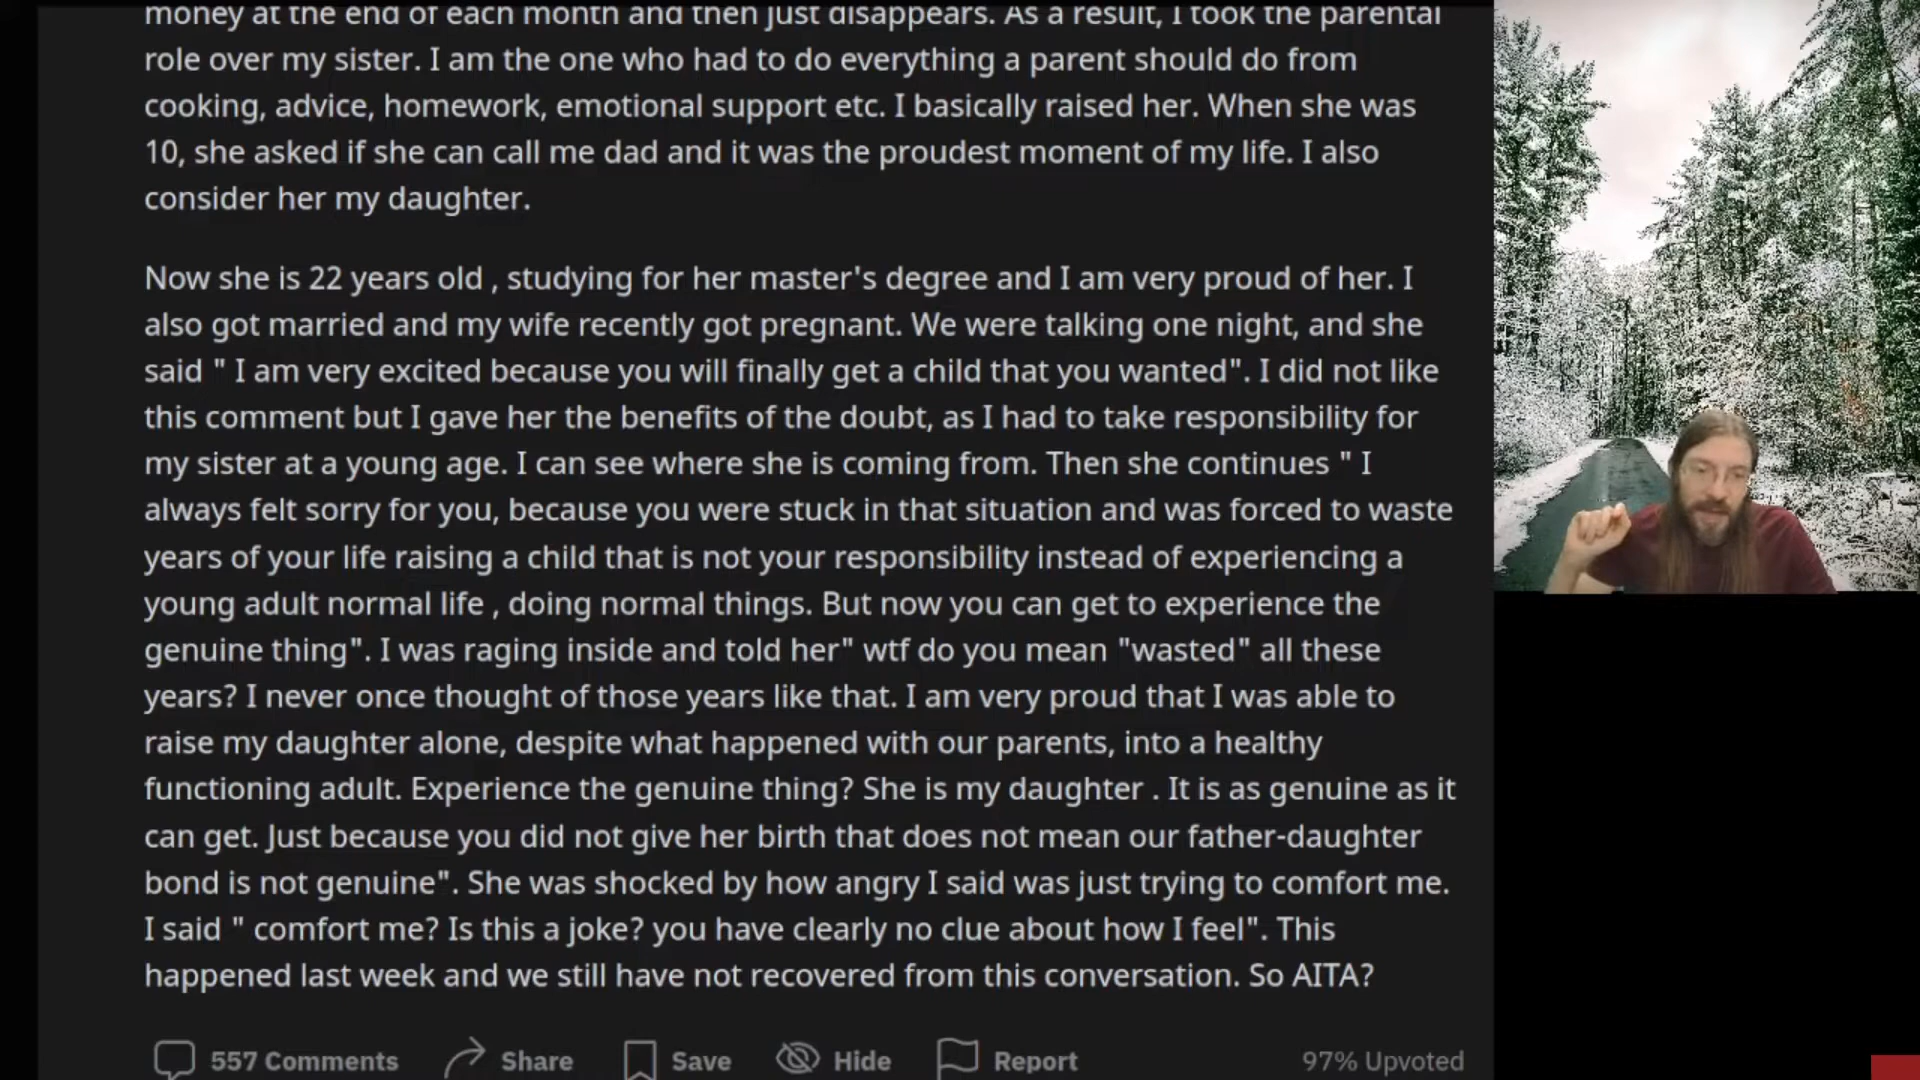 money at the end of each month and then just disappears. As a result, I took the parental
role over my sister. I am the one who had to do everything a parent should do from
cooking, advice, homework, emotional support etc. I basically raised her. When she was
10, she asked if she can call me dad and it was the proudest moment of my life. I also
consider her my daughter.
Now she is 22 years old , studying for her master's degree and I am very proud of her. I
also got married and my wife recently got pregnant. We were talking one night, and she
said " I am very excited because you will finally get a child that you wanted". I did not like
this comment but I gave her the benefits of the doubt, as I had to take responsibility for
my sister at a young age. I can see where she is coming from. Then she continues " I
always felt sorry for you, because you were stuck in that situation and was forced to waste
years of your life raising a child that is not your responsibility instead of experiencing a
young adult normal life , doing normal things. But now you can get to experience the
genuine thing". I was raging inside and told her" wtf do you mean "wasted" all these
years? I never once thought of those years like that. I am very proud that I was able to
raise my daughter alone, despite what happened with our parents, into a healthy
functioning adult. Experience the genuine thing? She is my daughter . It is as genuine as it
can get. Just because you did not give her birth that does not mean our father-daughter
bond is not genuine". She was shocked by how angry I said was just trying to comfort me.
I said " comfort me? Is this a joke? you have clearly no clue about how I feel". This
happened last week and we still have not recovered from this conversation. So AITA?
557 Comments Share Save Hide Report 97% Upvoted